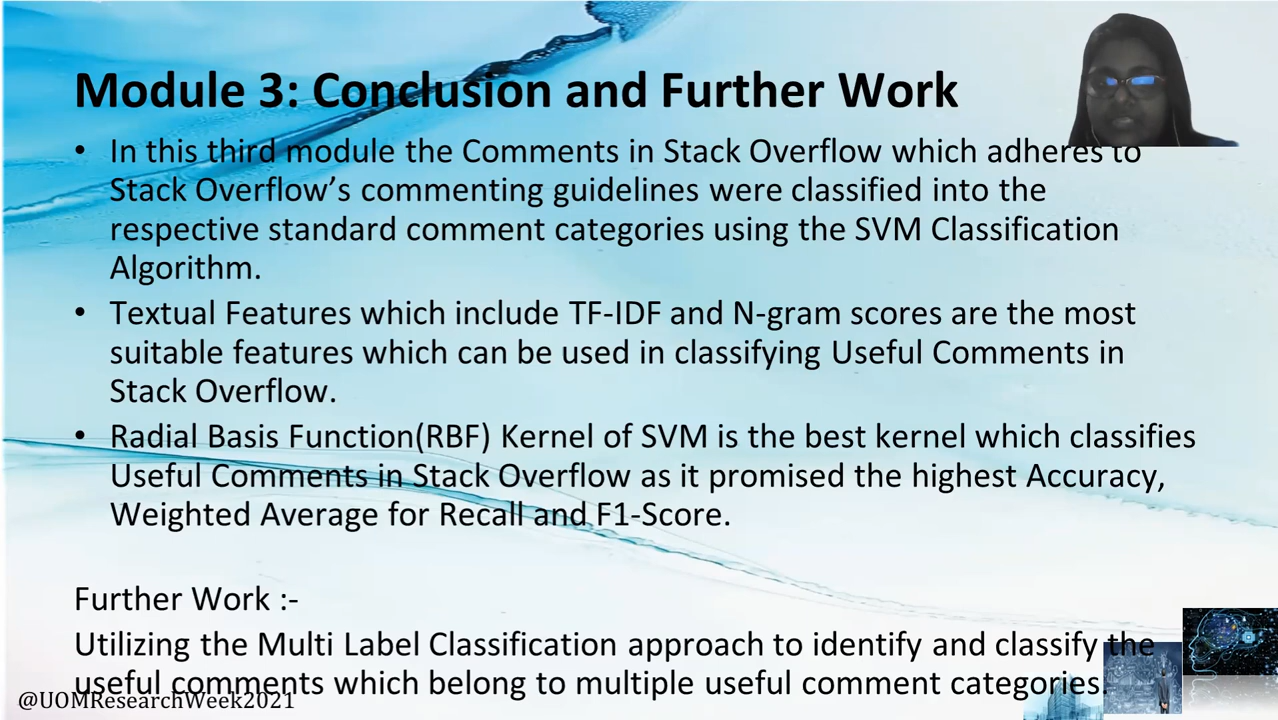 Module 3: Conclusion and Further Work
• In this third module the Comments in Stack Overflow which adheres to
Stack Overflow’s commenting guidelines were classified into the
respective standard comment categories using the SVM Classification
Algorithm.
• Textual Features which include TF-IDF and N-gram scores are the most
suitable features which can be used in classifying Useful Comments in
Stack Overflow.
• Radial Basis Function(RBF) Kernel of SVM is the best kernel which classifies
Useful Comments in Stack Overflow as it promised the highest Accuracy,
Weighted Average for Recall and F1-Score.
Further Work :-
Utilizing the Multi Label Classification approach to identify and classify the
useful comments which belong to multiple useful comment categories.
@UOMResearchWeek2021